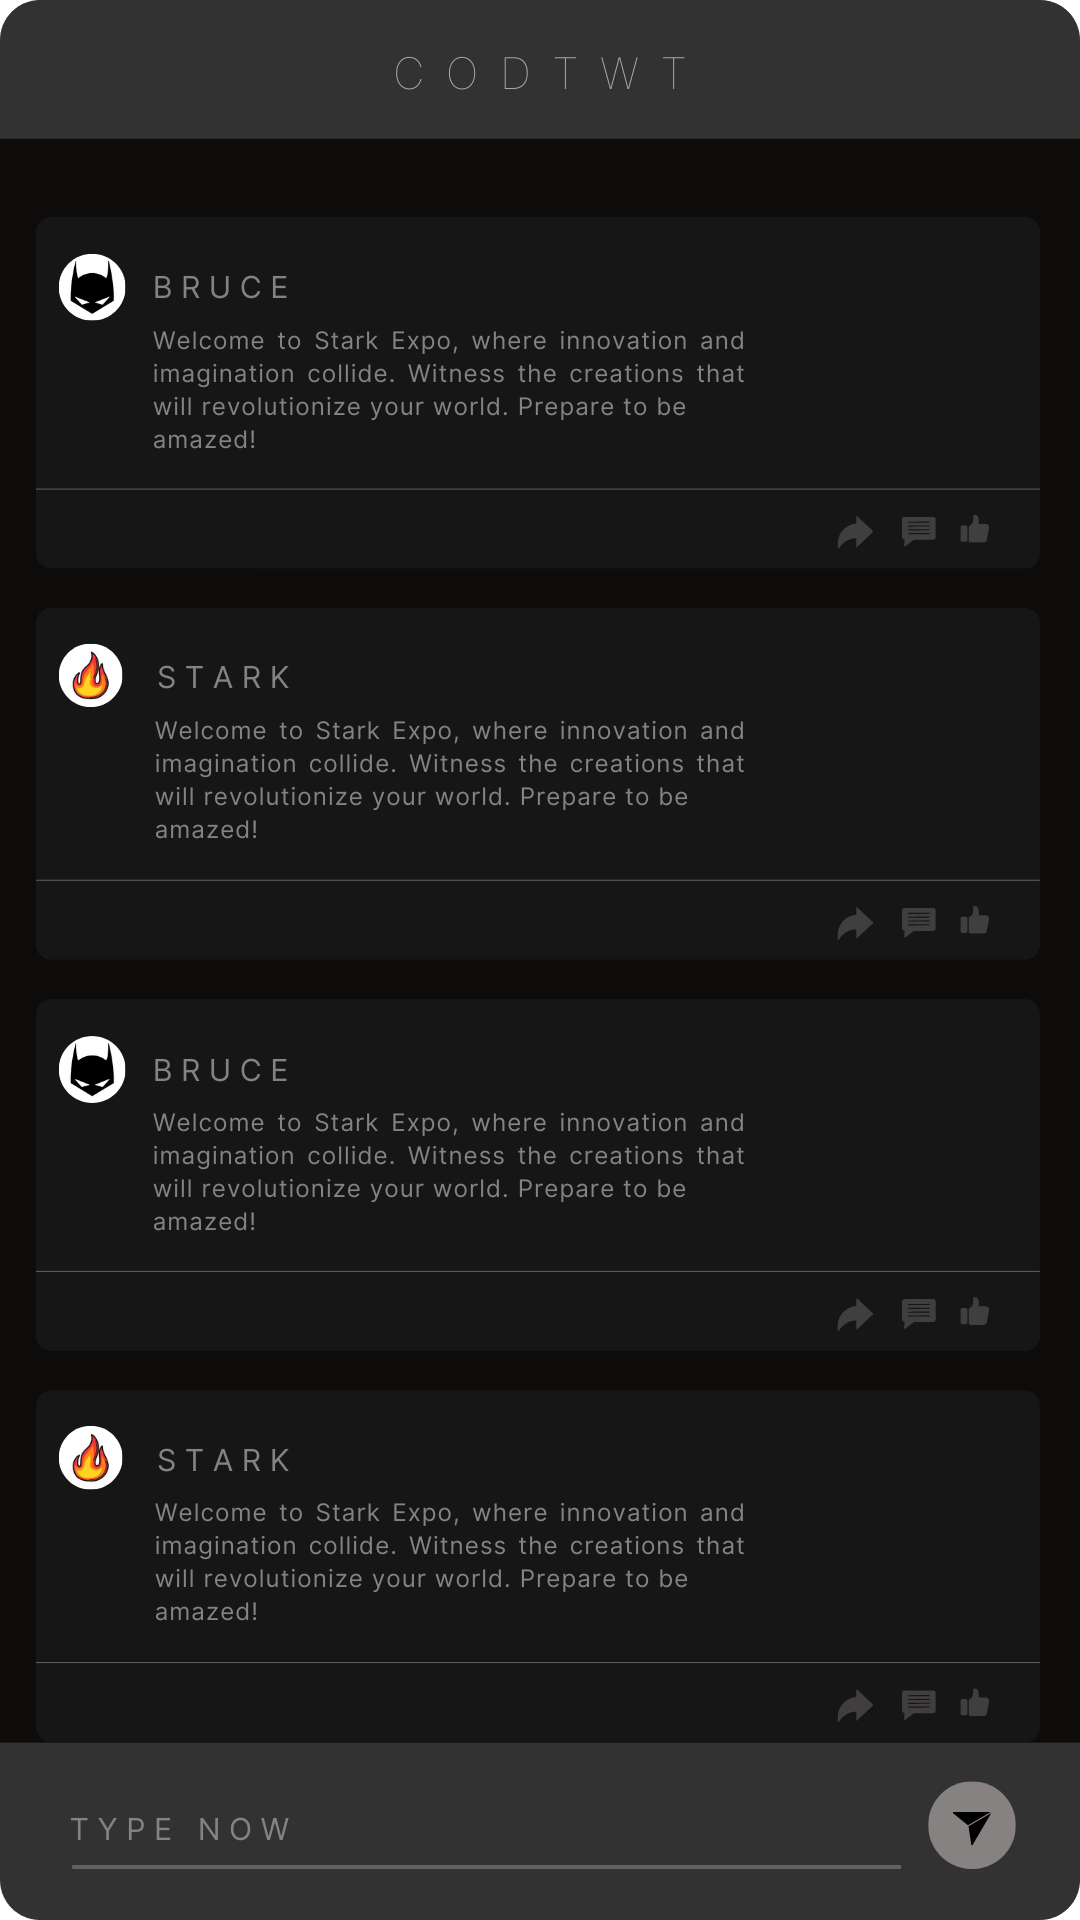 CODTWT
BRUCE
Welcome to Stark Expo, where innovation and
imagination collide. Witness the creations that
will revolutionize your world. Prepare to be
amazed!
STARK
Welcome to Stark Expo, where innovation and
imagination collide. Witness the creations that
will revolutionize your world. Prepare to be
amazed!
BRUCE
Welcome to Stark Expo, where innovation and
imagination collide. Witness the creations that
will revolutionize your world. Prepare to be
amazed!
STARK
Welcome to Stark Expo, where innovation and
imagination collide. Witness the creations that
will revolutionize your world. Prepare to be
amazed!
TYPE NOW